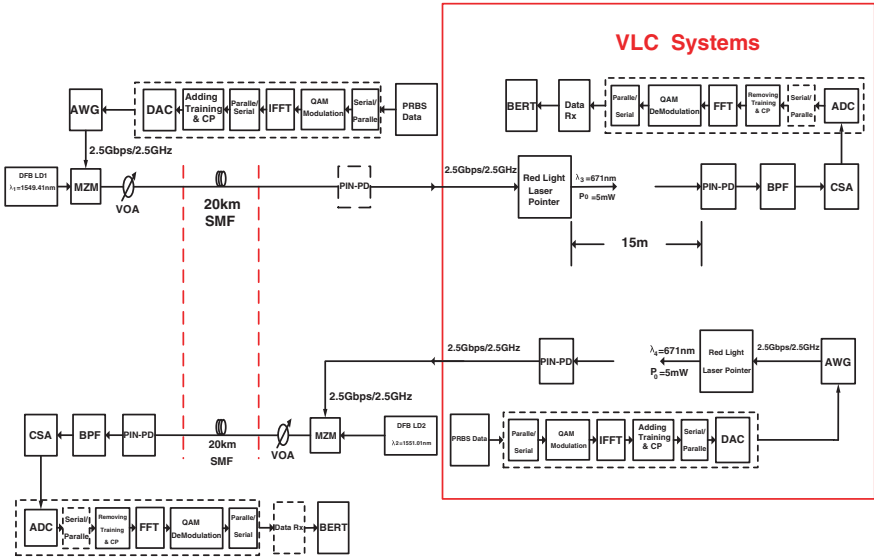 VLC Systems
AWG
DAC
Adding
Training
& CP
Paralle/
Serial
IFFT
QAM
Modulation
Serial/
Paralle
PRBS
Data
BERT
Data
Rx
Paralle/
Serial
QAM
DeModulation
FFT
Removing
Training
& CP
Serial/
Paralle
ADC
2.5Gbps/2.5GHz
DFB LD1
λ1=1549.41nm
MZM
VOA
20km
SMF
PIN-PD
2.5Gbps/2.5GHz
Red Light
Laser
Pointer
λ3=671nm
P0=5mW
PIN-PD
BPF
CSA
15m
2.5Gbps/2.5GHz
PIN-PD
λ4=671nm
P0=5mW
Red Light
Laser Pointer
2.5Gbps/2.5GHz
AWG
2.5Gbps/2.5GHz
CSA
BPF
PIN-PD
20km
SMF
VOA
MZM
DFB LD2
λ2=1551.01nm
PRBS Data
Paralle/
Serial
QAM
Modulation
IFFT
Adding
Training
& CP
Serial/
Paralle
DAC
ADC
Serial/
Paralle
Removing
Training
& CP
FFT
QAM
DeModulation
Paralle/
Serial
Data Rx
BERT